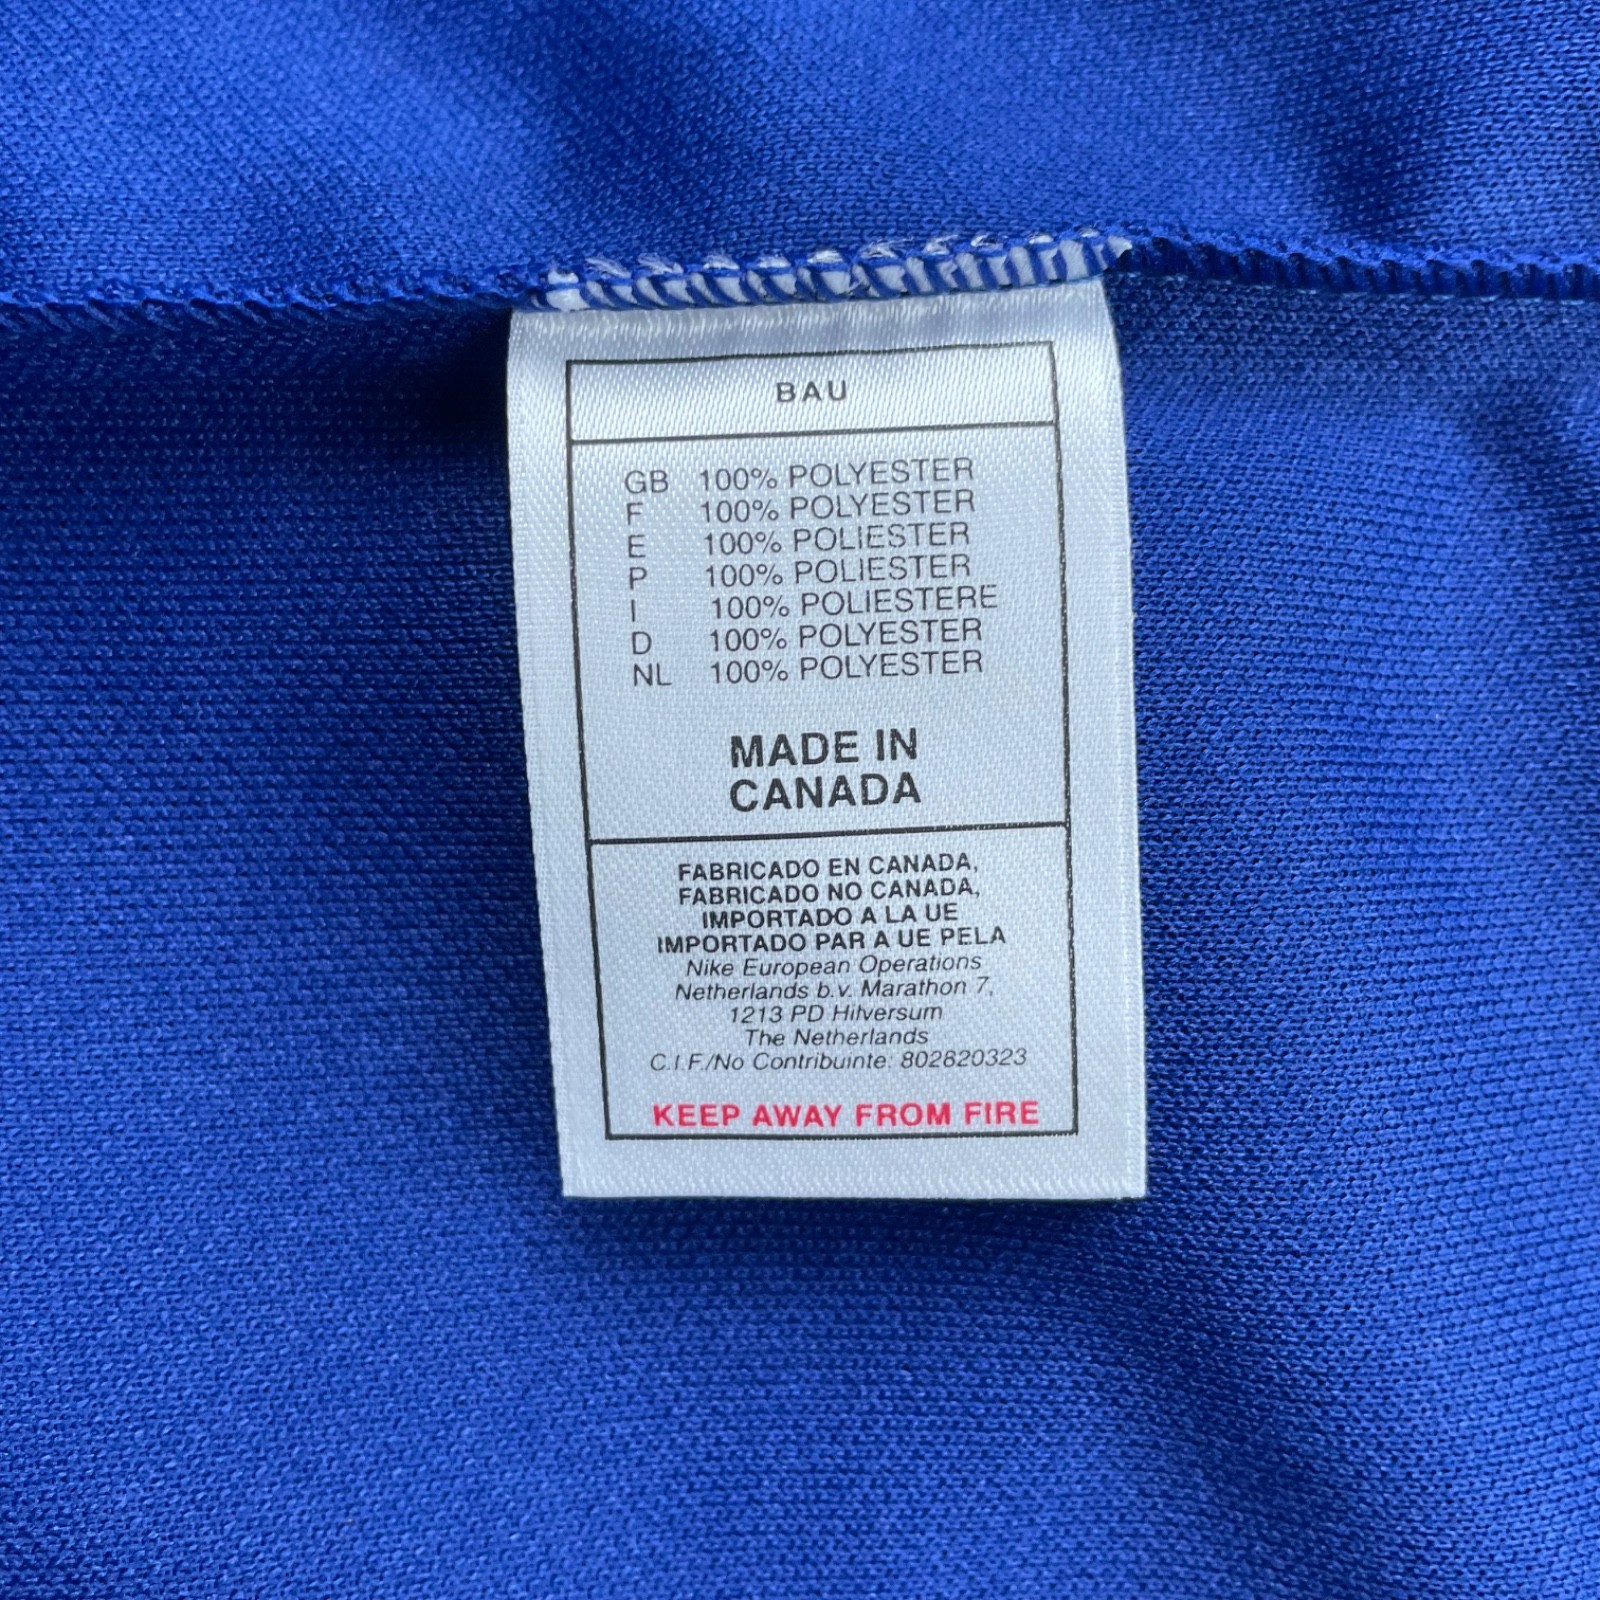 BAU
GB 100% POLYESTER
F 100% POLYESTER
E 100% POLIESTER
P 100% POLIESTER
I 100% POLIESTERE
D 100% POLYESTER
NL 100% POLYESTER
MADE IN
CANADA
FABRICADO EN CANADA,
FABRICADO NO CANADA,
IMPORTADO A LA UE
IMPORTADO PAR A UE PELA
Nike European Operations
Netherlands b.v. Marathon 7,
1213 PD Hilversum
The Netherlands
C.I.F./No Contribuinte: 802820323
KEEP AWAY FROM FIRE